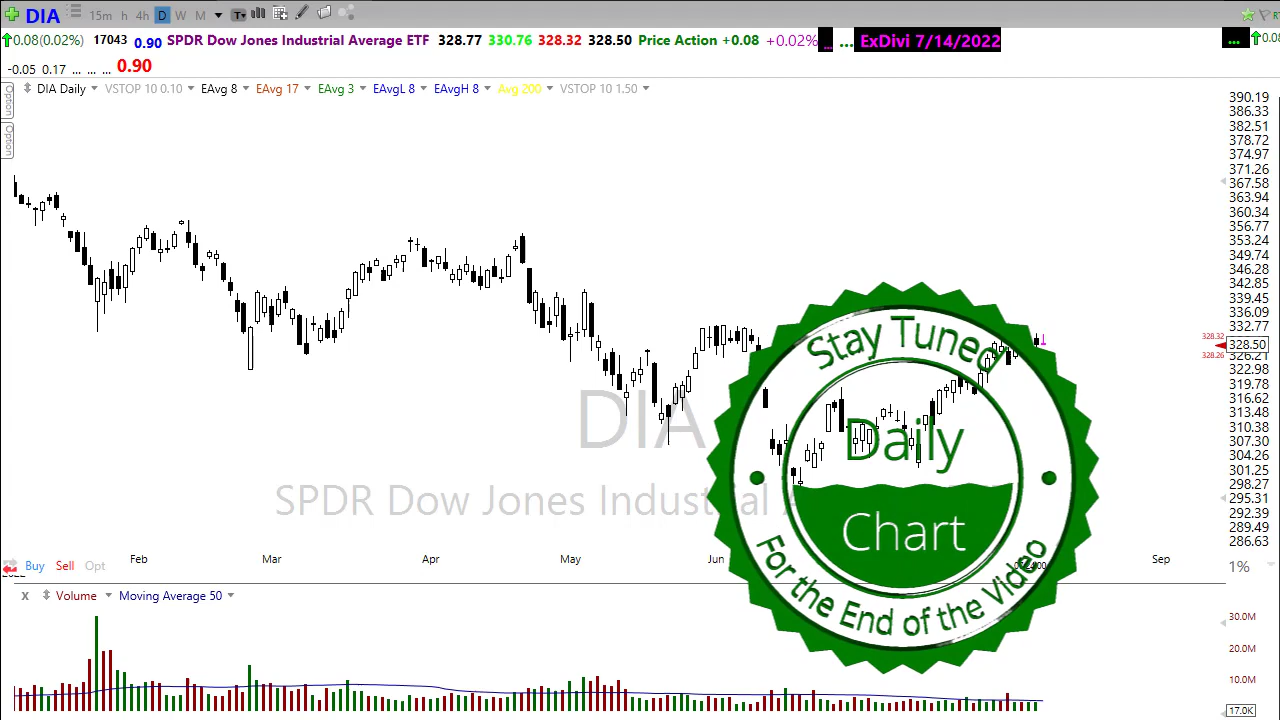 DIA 15m h 4h D W M T
0.08(0.02%) 17043 0.90 SPDR Dow Jones Industrial Average ETF 328.77 330.76 328.32 328.50 Price Action +0.08 +0.02% ... ... ExDivi 7/14/2022 ... 0.08
-0.05 0.17 ... ... ... 0.90
DIA Daily VSTOP 10 0.10 EAvg 8 EAvg 17 EAvg 3 EAvgL 8 EAvgH 8 Avg 200 VSTOP 10 1.50
Option
Option
390.19
386.33
382.51
378.72
374.97
371.26
367.58
363.94
360.34
356.77
353.24
349.74
346.28
342.85
339.45
336.09
332.77
328.32
328.50
328.26
326.21
322.98
319.78
316.62
313.48
310.38
307.30
304.26
301.25
298.27
295.31
292.39
289.49
286.63
DIA
SPDR Dow Jones Industrial A
Stay Tuned
Daily
Chart
For the End of the Video
Feb Mar Apr May Jun Sep
Buy Sell Opt
1%
x Volume Moving Average 50
30.0M
20.0M
10.0M
17.0K